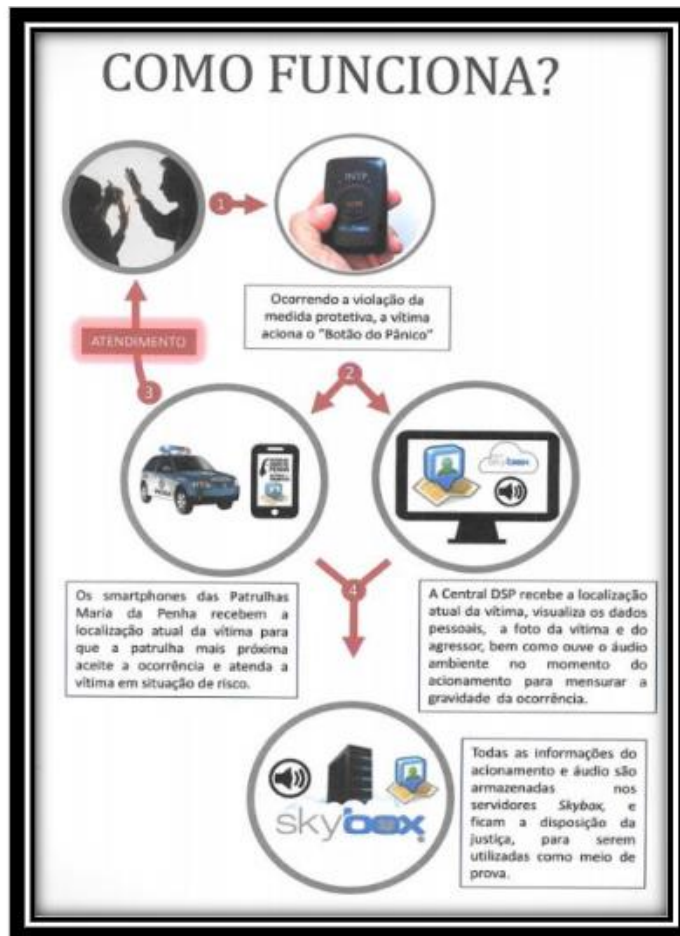 COMO FUNCIONA?
INTP
1
Ocorrendo a violação da
medida protetiva, a vítima
aciona o "Botão do Pânico"
ATENDIMENTO
2
3
skybox
PENHA
Os smartphones das Patrulhas
Maria da Penha recebem a
localização atual da vítima para
que a patrulha mais próxima
aceite a ocorrência e atenda a
vítima em situação de risco.
4
A Central DSP recebe a localização
atual da vítima, visualiza os dados
pessoais, a foto da vítima e do
agressor, bem como ouve o áudio
ambiente no momento do
acionamento para mensurar a
gravidade da ocorrência.
skybox
Todas as informações do
acionamento e áudio são
armazenadas nos
servidores Skybox, e
ficam a disposição da
justiça, para serem
utilizadas como meio de
prova.